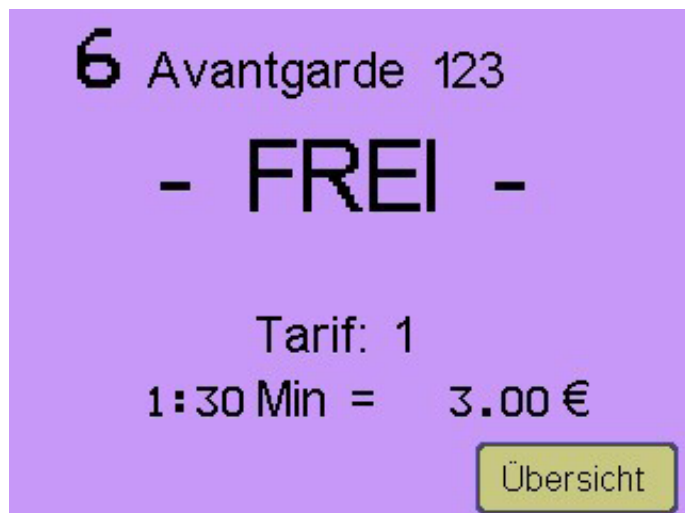 6 Avantgarde 123
- FREI -
Tarif: 1
1:30 Min = 3.00 €
Übersicht